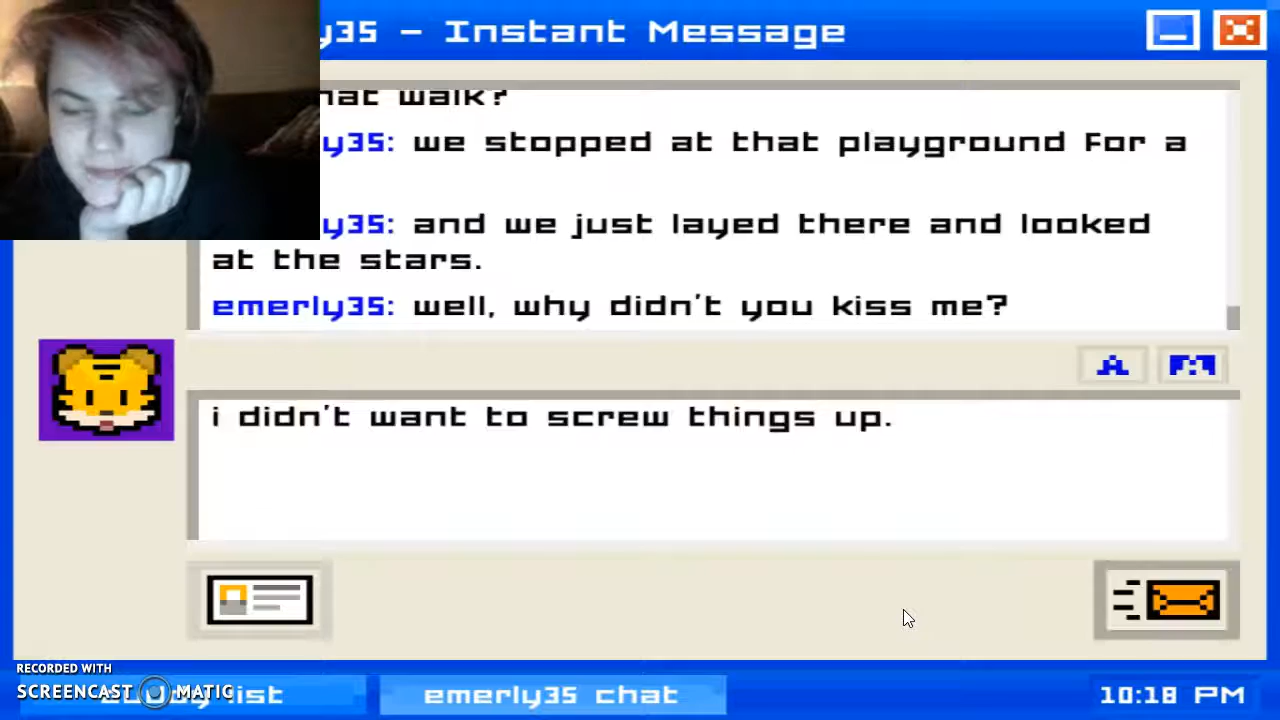 y35 - Instant Message
hat walk?
y35: we stopped at that playground for a
y35: and we just layed there and looked
at the stars.
emerly35: well, why didn't you kiss me?
A
i didn't want to screw things up.
RECORDED WITH
SCREENCAST MATIC
list
emerly35 chat
10:18 PM